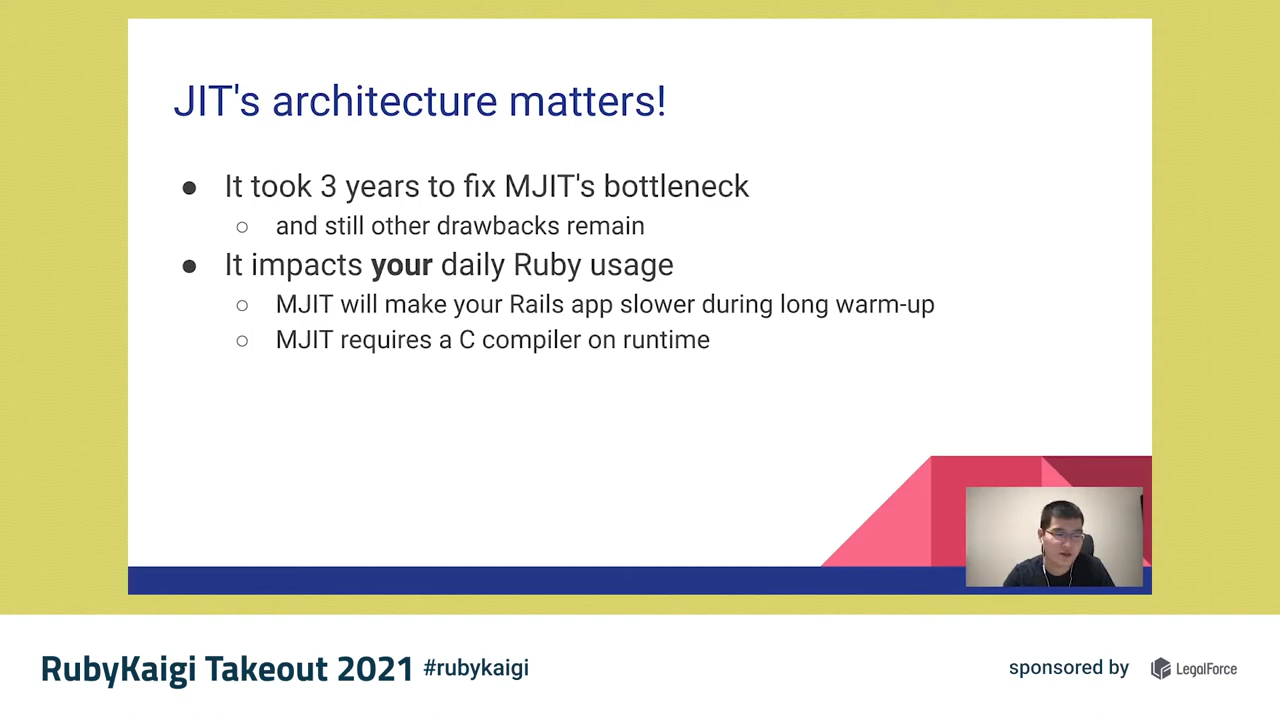 JIT's architecture matters!
● It took 3 years to fix MJIT's bottleneck
○ and still other drawbacks remain
● It impacts your daily Ruby usage
○ MJIT will make your Rails app slower during long warm-up
○ MJIT requires a C compiler on runtime
RubyKaigi Takeout 2021 #rubykaigi
sponsored by LegalForce